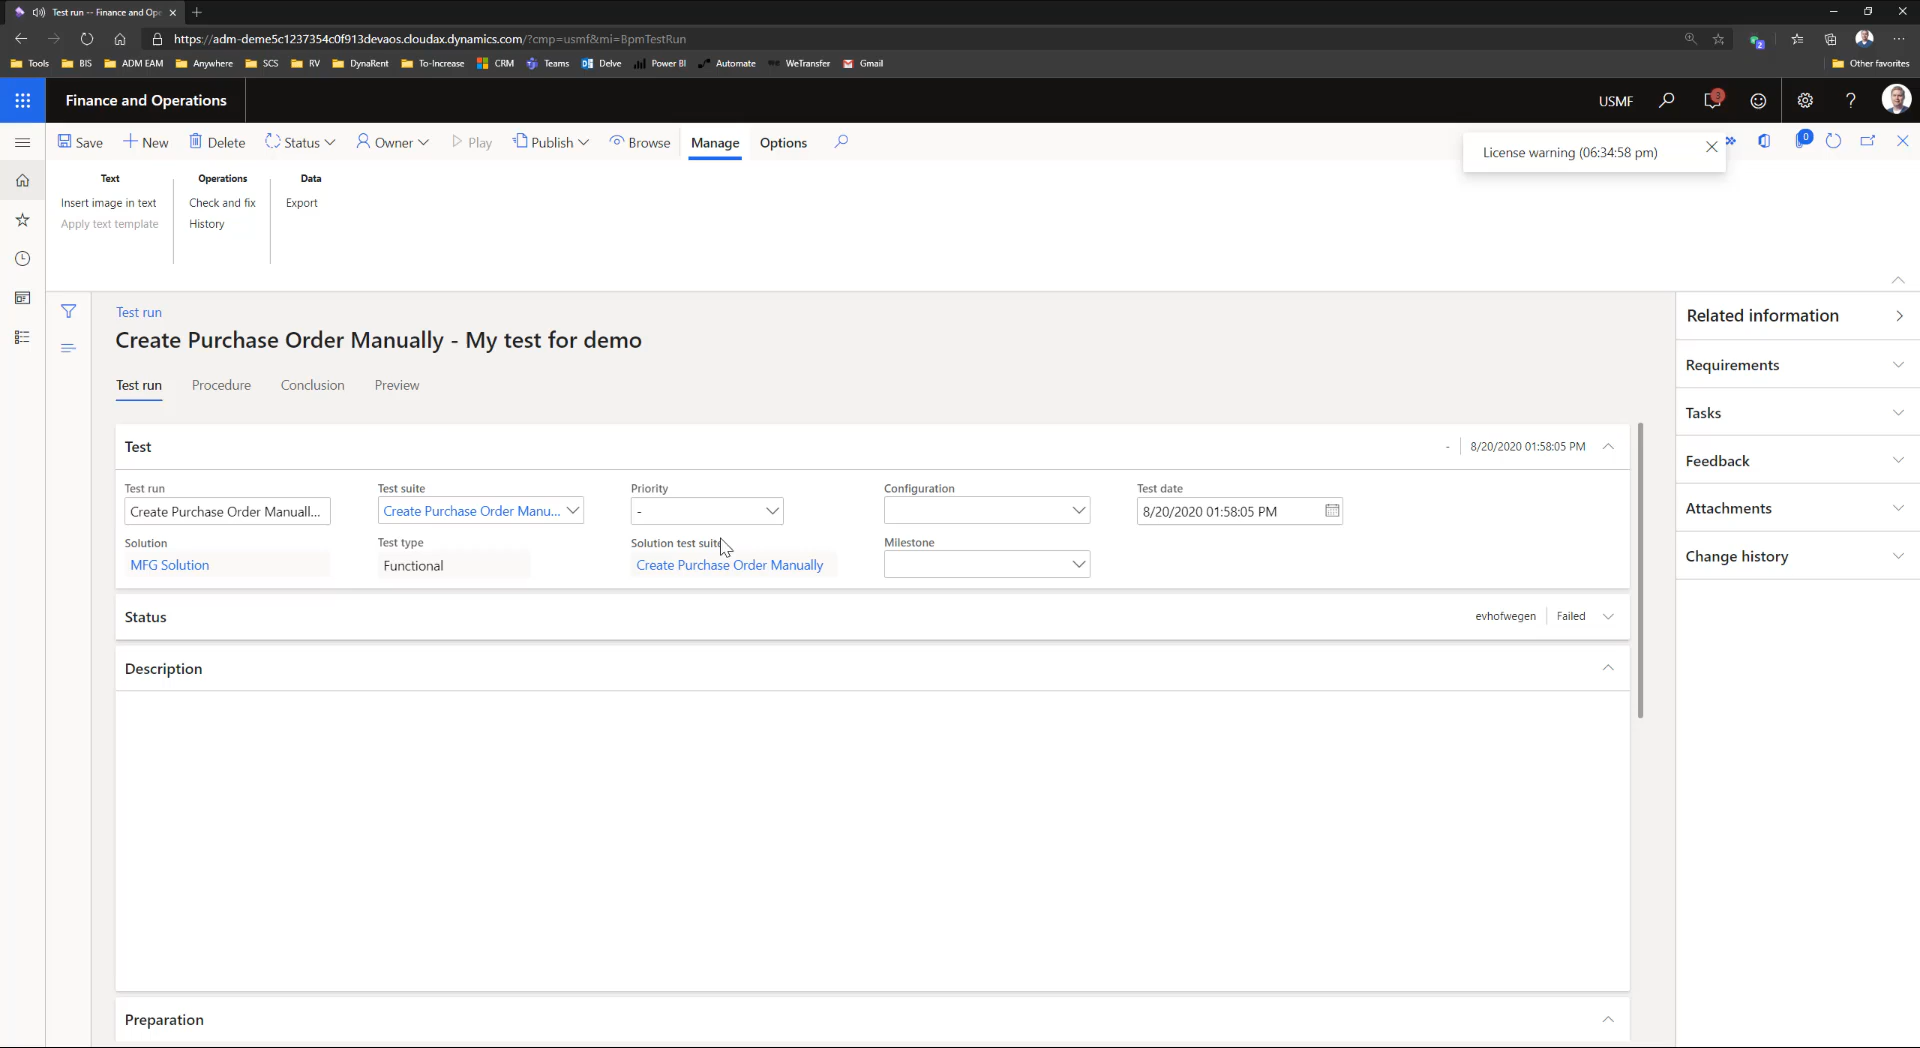 Test run -- Finance and Ope
https://adm-deme5c1237354c0f913devaos.cloudax.dynamics.com/?cmp=usmf&mi=BpmTestRun
2
Tools BIS ADM EAM Anywhere SCS RV DynaRent To-Increase CRM Teams Delve Power BI Automate WeTransfer Gmail Other favorites
Finance and Operations USMF 3 ?
Save New Delete Status Owner Play Publish Browse Manage Options 0
License warning (06:34:58 pm)
Text Operations Data
Insert image in text Check and fix Export
Apply text template History
Test run
Create Purchase Order Manually - My test for demo
Test run Procedure Conclusion Preview
Test - 8/20/2020 01:58:05 PM
Test run Test suite Priority Configuration Test date
Create Purchase Order Manuall... Create Purchase Order Manu... - 8/20/2020 01:58:05 PM
Solution Test type Solution test suite Milestone
MFG Solution Functional Create Purchase Order Manually
Status evhofwegen Failed
Description
Preparation
Related information
Requirements
Tasks
Feedback
Attachments
Change history